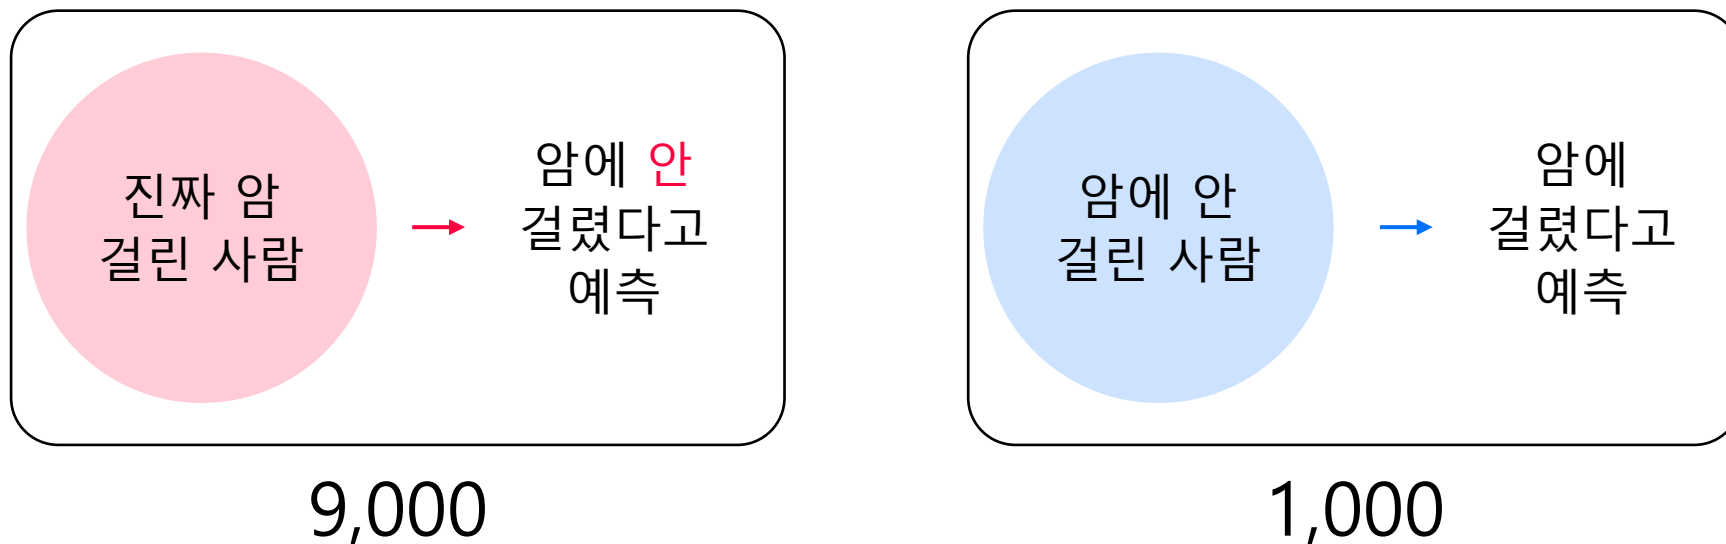 진짜 암
걸린 사람
암에 안
걸렸다고
예측
9,000
암에 안
걸린 사람
암에
걸렸다고
예측
1,000